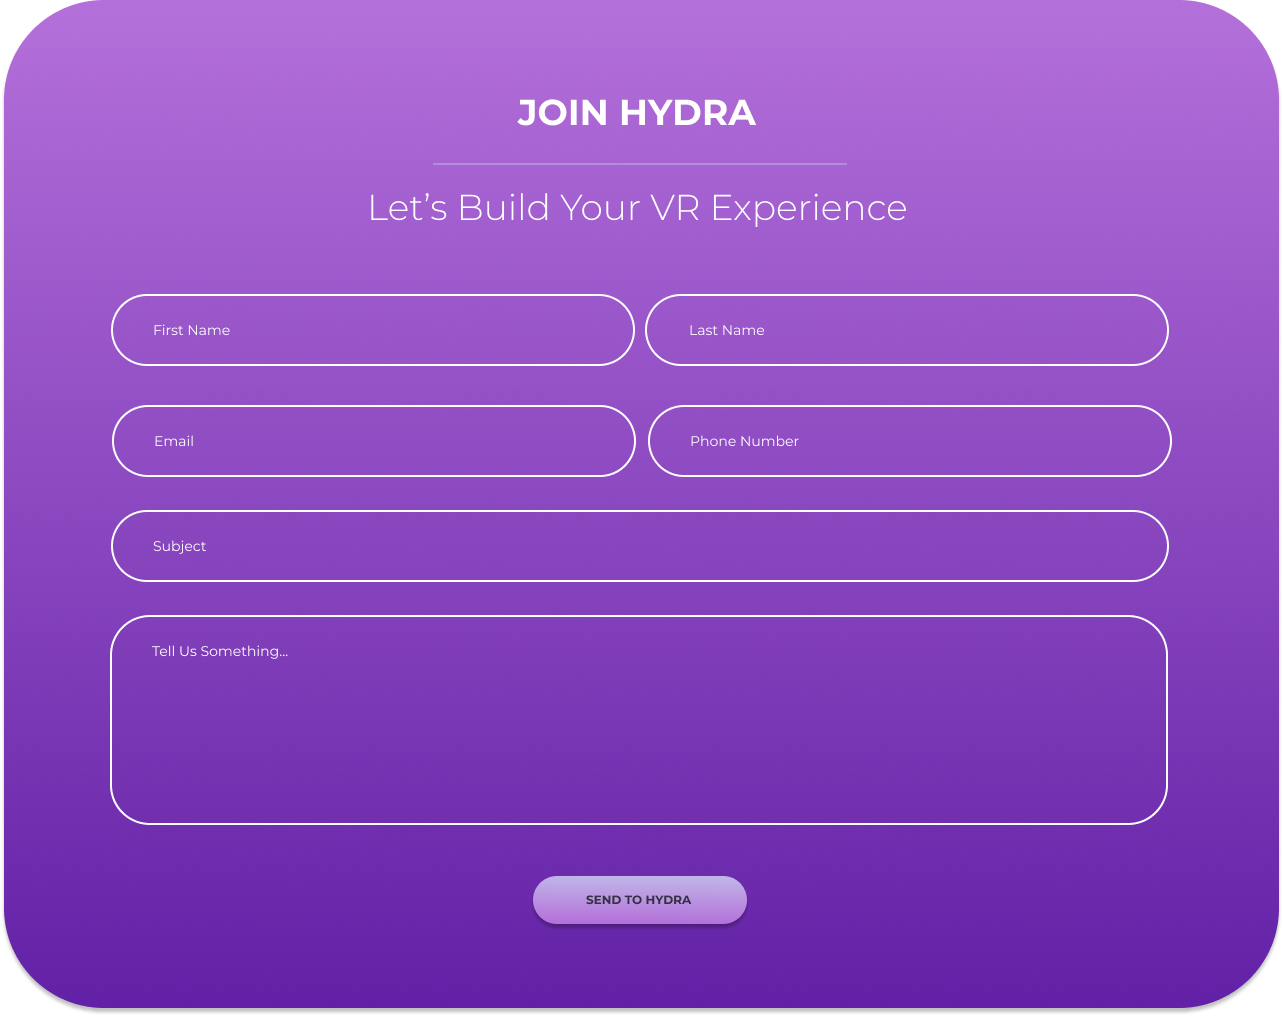 JOIN HYDRA
Let’s Build Your VR Experience
First Name
Last Name
Email
Phone Number
Subject
Tell Us Something...
SEND TO HYDRA